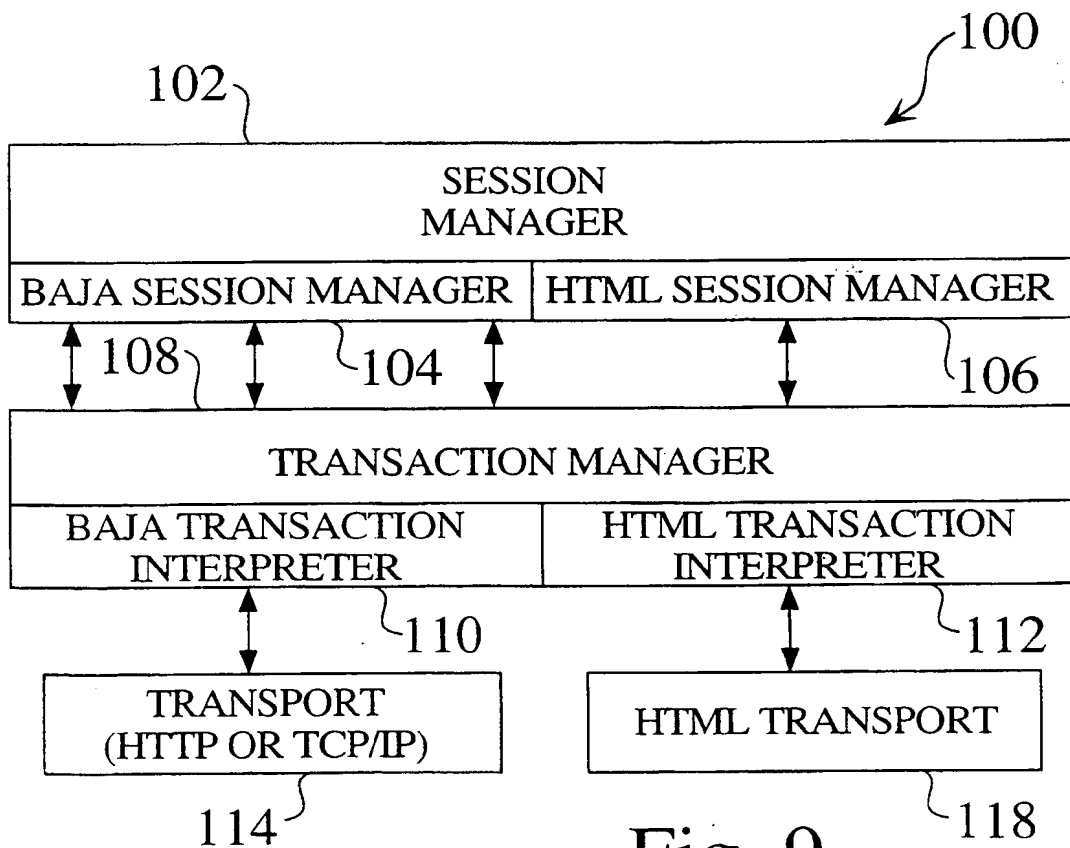 100
102
SESSION
MANAGER
BAJA SESSION MANAGER
HTML SESSION MANAGER
108
104
106
TRANSACTION MANAGER
BAJA TRANSACTION
INTERPRETER
HTML TRANSACTION
INTERPRETER
110
112
TRANSPORT
(HTTP OR TCP/IP)
HTML TRANSPORT
114
118